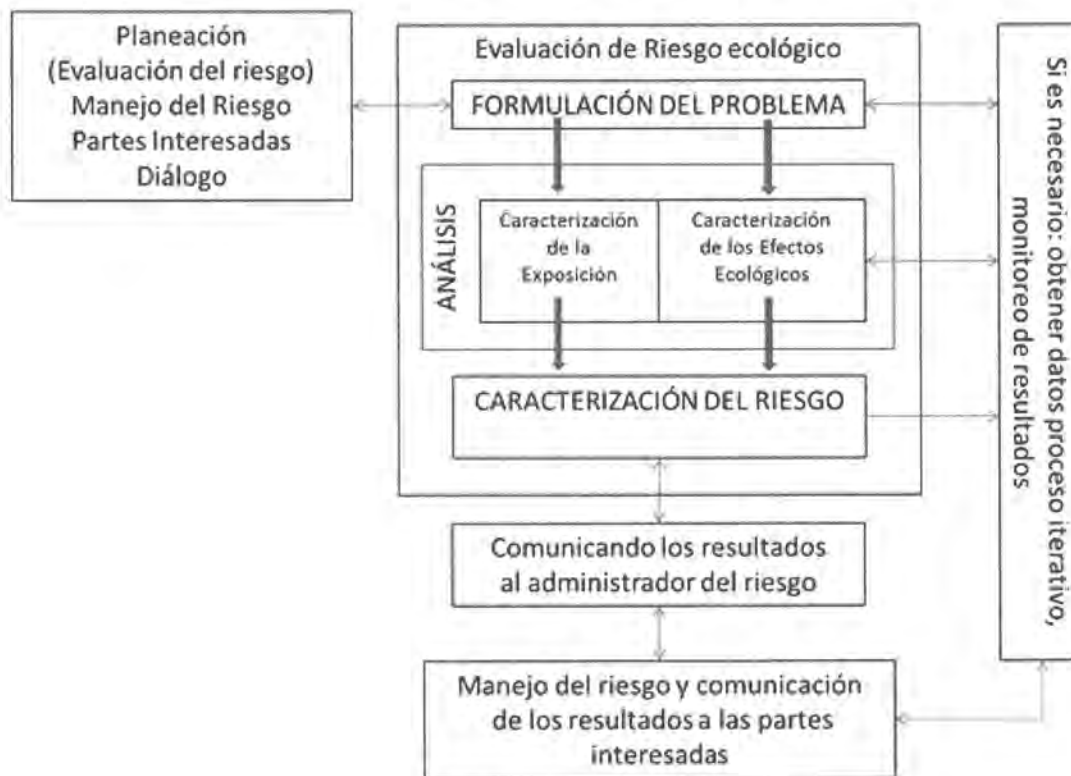 Planeación
(Evaluación del riesgo)
Manejo del Riesgo
Partes Interesadas
Diálogo
Evaluación de Riesgo ecológico
FORMULACIÓN DEL PROBLEMA
ANÁLISIS
Caracterización
de la
Exposición
Caracterización
de los Efectos
Ecológicos
CARACTERIZACIÓN DEL RIESGO
Comunicando los resultados
al administrador del riesgo
Manejo del riesgo y comunicación
de los resultados a las partes
interesadas
Si es necesario: obtener datos proceso iterativo,
monitoreo de resultados